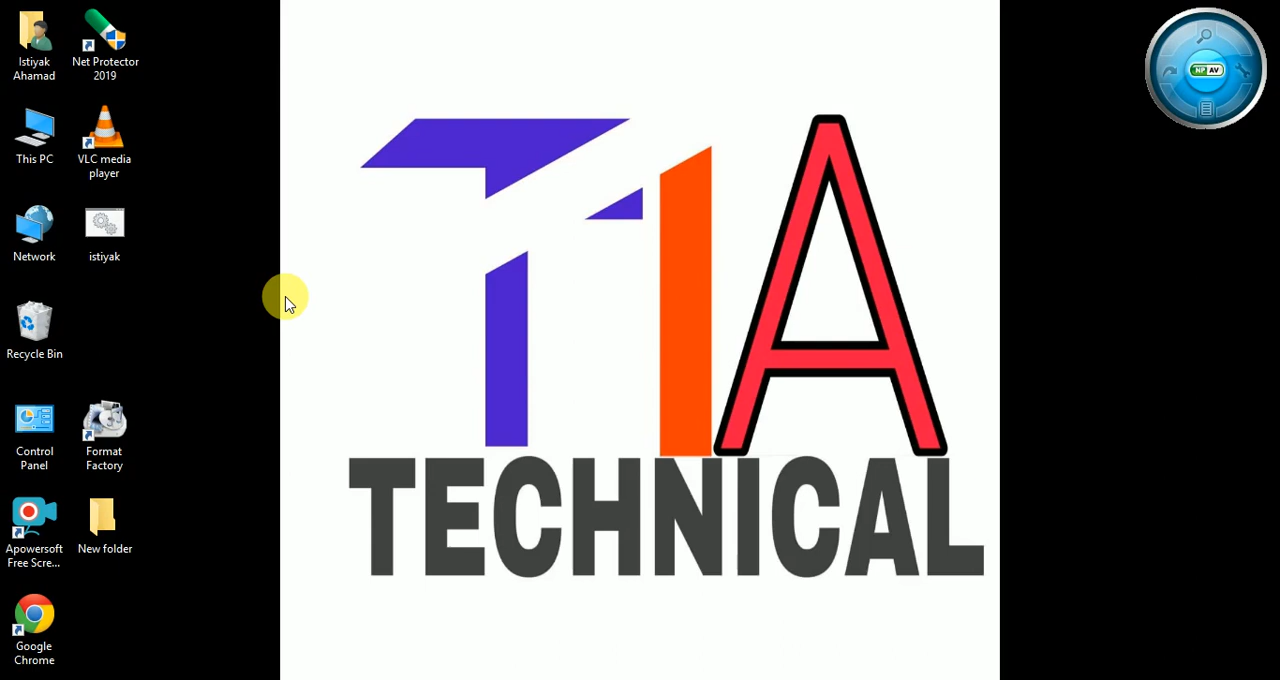 Istiyak
Ahamad
Net Protector
2019
This PC
VLC media
player
Network
istiyak
Recycle Bin
Control
Panel
Format
Factory
Apowersoft
Free Scre...
New folder
Google
Chrome
TIA
TECHNICAL
NP AV